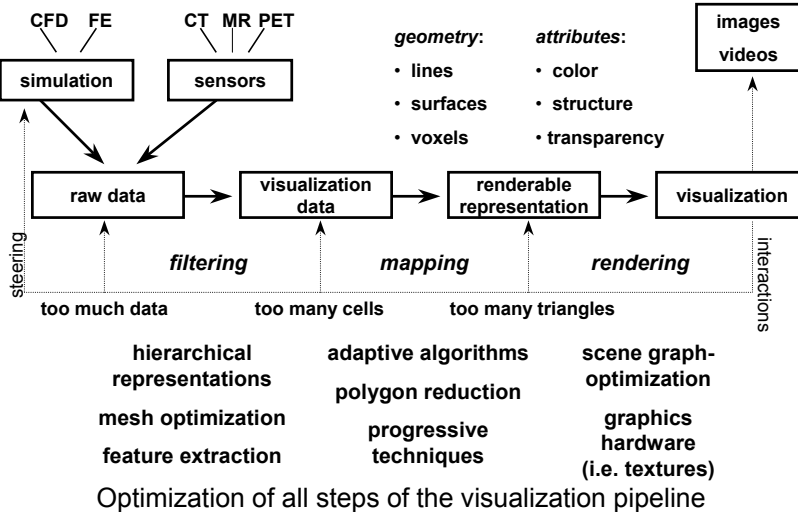 CFD FE
CT MR PET
simulation
sensors
geometry:
• lines
• surfaces
• voxels
attributes:
• color
• structure
• transparency
images
videos
raw data
visualization
data
renderable
representation
visualization
steering
filtering
mapping
rendering
interactions
too much data
too many cells
too many triangles
hierarchical
representations
mesh optimization
feature extraction
adaptive algorithms
polygon reduction
progressive
techniques
scene graph-
optimization
graphics
hardware
(i.e. textures)
Optimization of all steps of the visualization pipeline